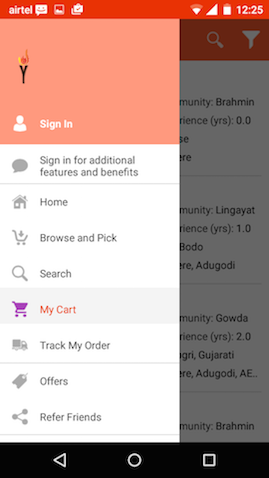 airtel
12:25
Y
Sign In
Sign in for additional
features and benefits
Home
Browse and Pick
Search
My Cart
Track My Order
Offers
Refer Friends
munity: Brahmin
rience (yrs): 0.0
se
ere
munity: Lingayat
rience (yrs): 1.0
Bodo
ere, Adugodi
munity: Gowda
rience (yrs): 2.0
ngri, Gujarati
ere, Adugodi, AE..
munity: Brahmin